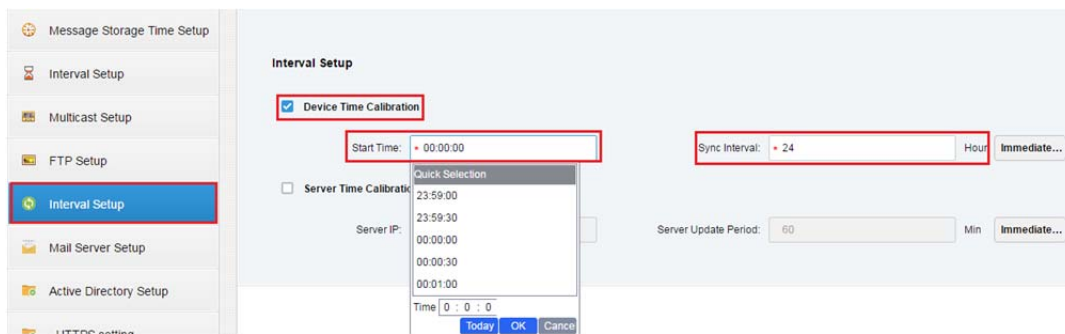 Message Storage Time Setup
Interval Setup
Multicast Setup
FTP Setup
Interval Setup
Mail Server Setup
Active Directory Setup
HTTPS setting
Interval Setup
Device Time Calibration
Start Time: * 00:00:00
Sync Interval: * 24 Hour Immediate...
Quick Selection
23:59:00
23:59:30
00:00:00
00:00:30
00:01:00
Time 0 : 0 : 0
Today OK Cance
Server Time Calibratio
Server IP:
Server Update Period: 60 Min Immediate...